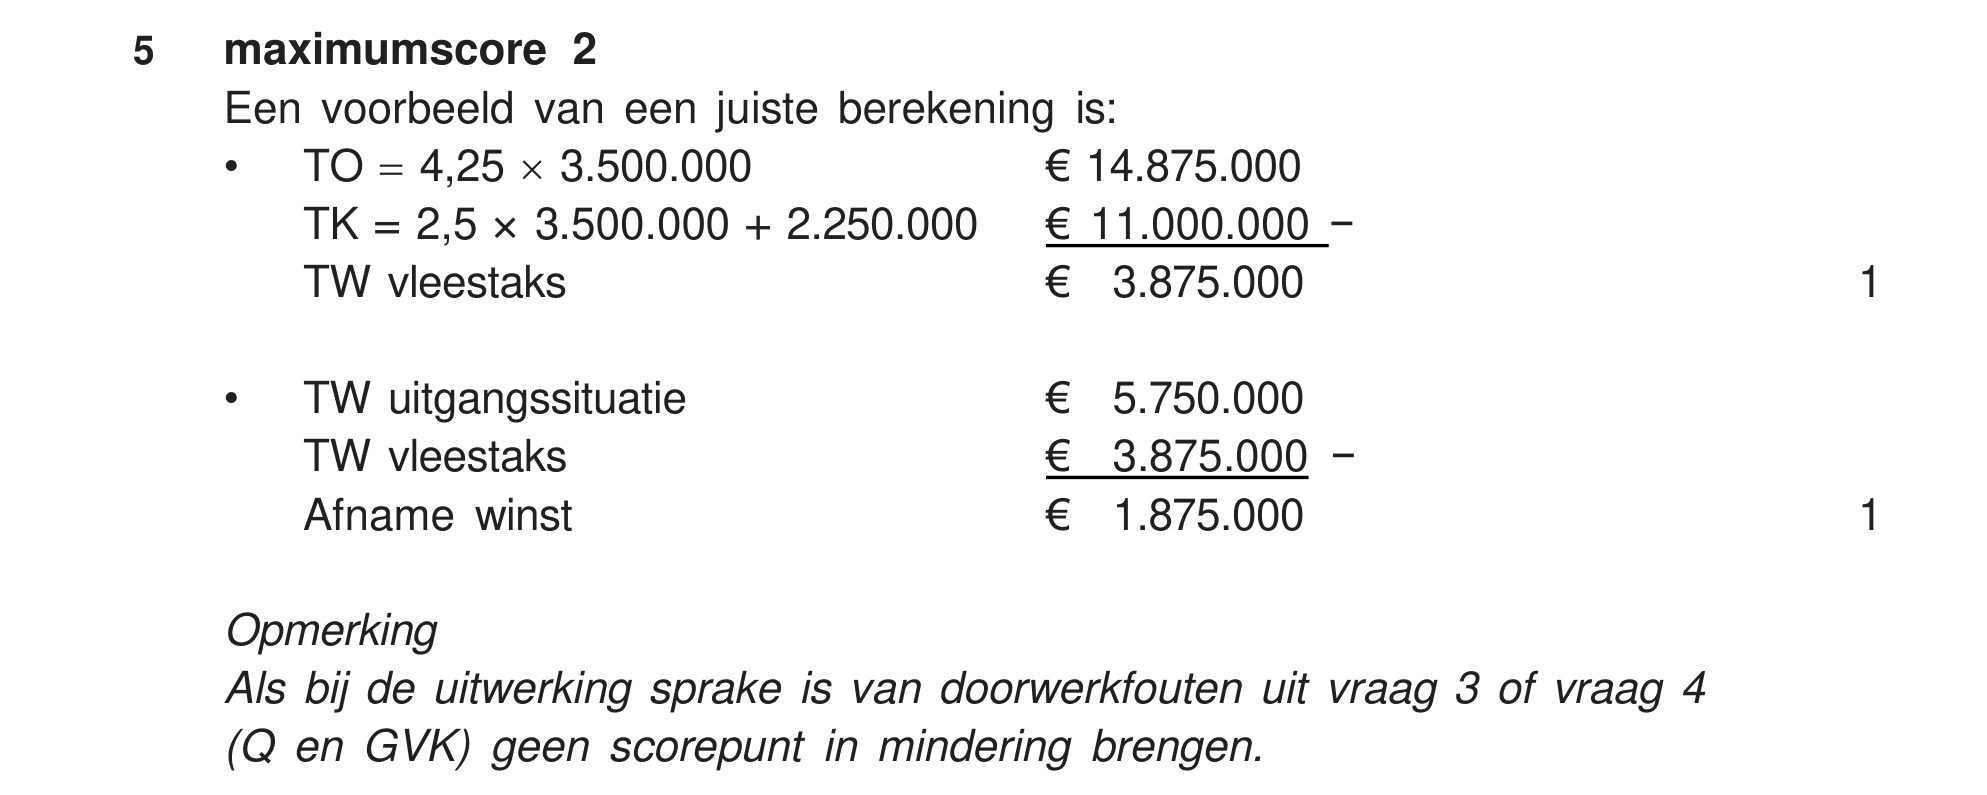 5 maximumscore 2
Een voorbeeld van een juiste berekening is:
• TO = 4,25 × 3.500.000 € 14.875.000
TK = 2,5 × 3.500.000 + 2.250.000 € 11.000.000 −
TW vleestaks € 3.875.000 1
• TW uitgangssituatie € 5.750.000
TW vleestaks € 3.875.000 −
Afname winst € 1.875.000 1
Opmerking
Als bij de uitwerking sprake is van doorwerkfouten uit vraag 3 of vraag 4
(Q en GVK) geen scorepunt in mindering brengen.